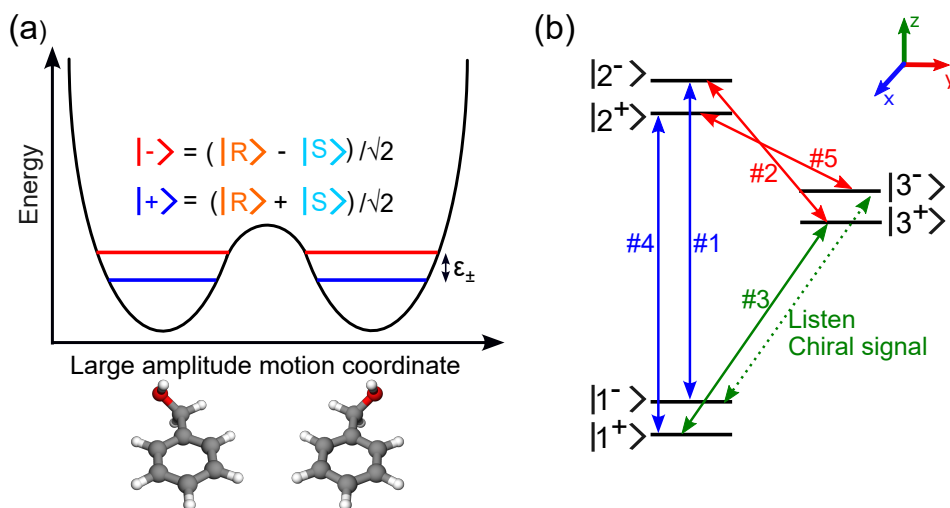 (a)
Energy
|-> = (|R> - |S>)/√2
|+> = (|R> + |S>)/√2
ε±
Large amplitude motion coordinate
(b)
z
y
x
|2⁻>
|2⁺>
#5
#2
|3⁻>
|3⁺>
#4
#1
#3
Listen
Chiral signal
|1⁻>
|1⁺>